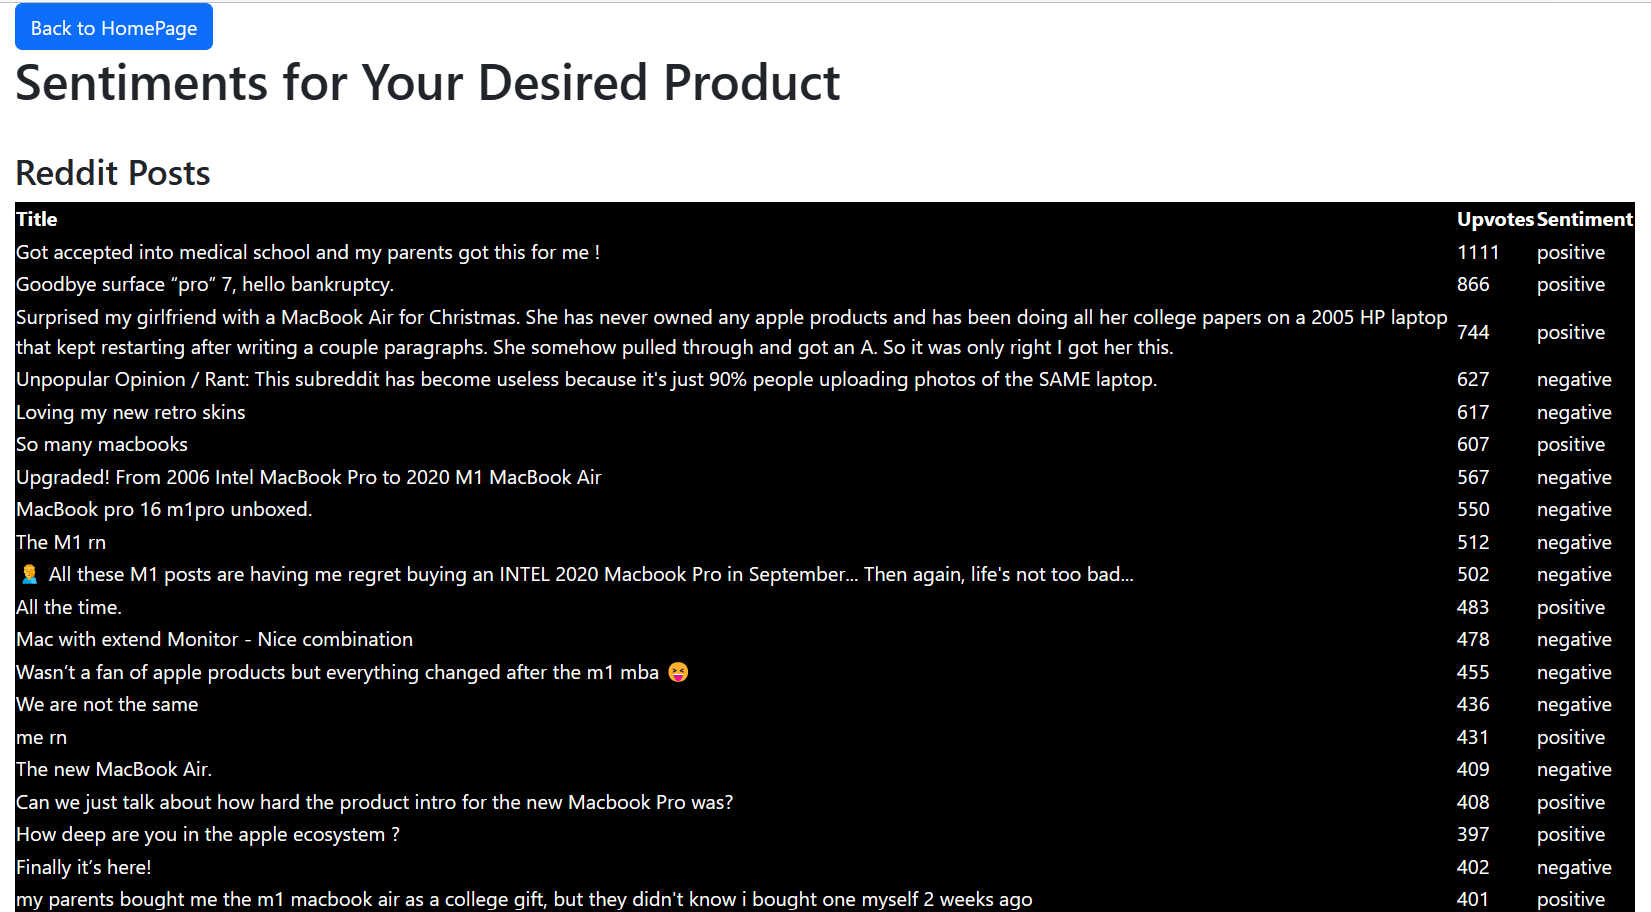 Back to HomePage
Sentiments for Your Desired Product
Reddit Posts
Title Upvotes Sentiment
Got accepted into medical school and my parents got this for me ! 1111 positive
Goodbye surface “pro” 7, hello bankruptcy. 866 positive
Surprised my girlfriend with a MacBook Air for Christmas. She has never owned any apple products and has been doing all her college papers on a 2005 HP laptop
that kept restarting after writing a couple paragraphs. She somehow pulled through and got an A. So it was only right I got her this. 744 positive
Unpopular Opinion / Rant: This subreddit has become useless because it's just 90% people uploading photos of the SAME laptop. 627 negative
Loving my new retro skins 617 negative
So many macbooks 607 positive
Upgraded! From 2006 Intel MacBook Pro to 2020 M1 MacBook Air 567 negative
MacBook pro 16 m1pro unboxed. 550 negative
The M1 rn 512 negative
🤦‍♂️ All these M1 posts are having me regret buying an INTEL 2020 Macbook Pro in September... Then again, life's not too bad... 502 negative
All the time. 483 positive
Mac with extend Monitor - Nice combination 478 negative
Wasn’t a fan of apple products but everything changed after the m1 mba 😝 455 negative
We are not the same 436 negative
me rn 431 positive
The new MacBook Air. 409 negative
Can we just talk about how hard the product intro for the new Macbook Pro was? 408 positive
How deep are you in the apple ecosystem ? 397 positive
Finally it’s here! 402 negative
my parents bought me the m1 macbook air as a college gift, but they didn't know i bought one myself 2 weeks ago 401 positive